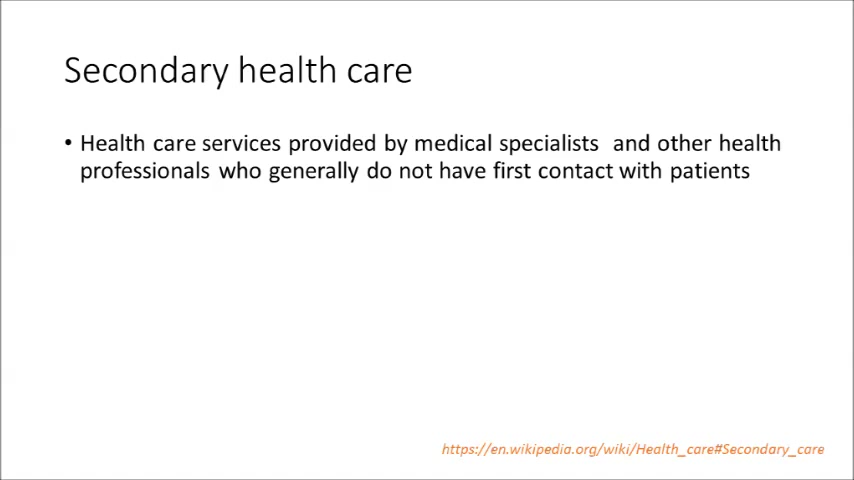 Secondary health care
• Health care services provided by medical specialists and other health
professionals who generally do not have first contact with patients
https://en.wikipedia.org/wiki/Health_care#Secondary_care